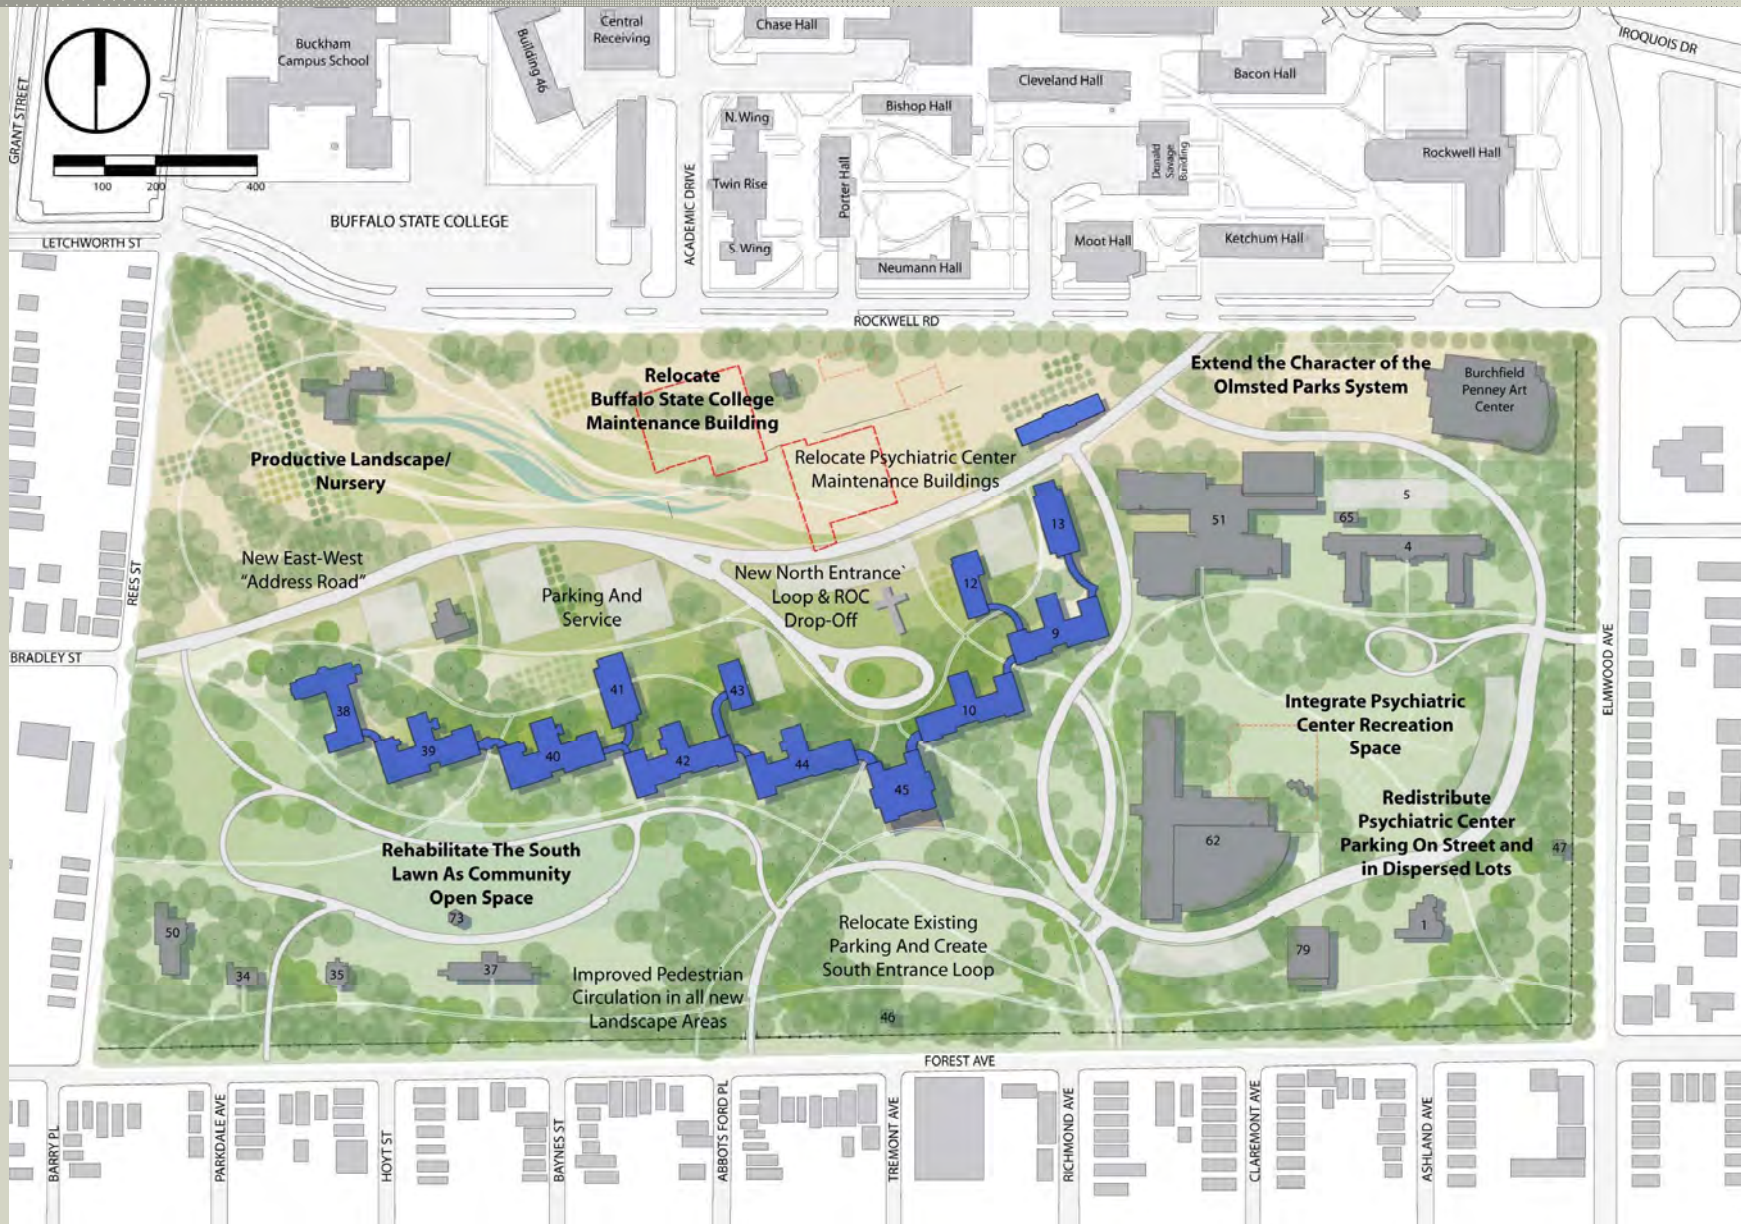 Buckham
Campus School
Building 46
Central
Receiving
Chase Hall
Cleveland Hall
Bacon Hall
IROQUOIS DR
GRANT STREET
100
200
400
N. Wing
Twin Rise
S. Wing
ACADEMIC DRIVE
Porter Hall
Bishop Hall
Neumann Hall
Donald
Savage
Building
Moot Hall
Ketchum Hall
Rockwell Hall
LETCHWORTH ST
BUFFALO STATE COLLEGE
ROCKWELL RD
REES ST
Relocate
Buffalo State College
Maintenance Building
Extend the Character of the
Olmsted Parks System
Burchfield
Penney Art
Center
Productive Landscape/
Nursery
Relocate Psychiatric Center
Maintenance Buildings
New East-West
“Address Road”
Parking And
Service
New North Entrance`
Loop & ROC
Drop-Off
13
12
9
51
5
65
4
BRADLEY ST
ELMWOOD AVE
38
39
40
41
42
43
44
45
10
Integrate Psychiatric
Center Recreation
Space
Redistribute
Psychiatric Center
Parking On Street and
in Dispersed Lots
62
47
1
79
Rehabilitate The South
Lawn As Community
Open Space
73
50
34
35
37
Improved Pedestrian
Circulation in all new
Landscape Areas
Relocate Existing
Parking And Create
South Entrance Loop
46
FOREST AVE
BARRY PL
PARKDALE AVE
HOYT ST
BAYNES ST
ABBOTS FORD PL
TREMONT AVE
RICHMOND AVE
CLAREMONT AVE
ASHLAND AVE